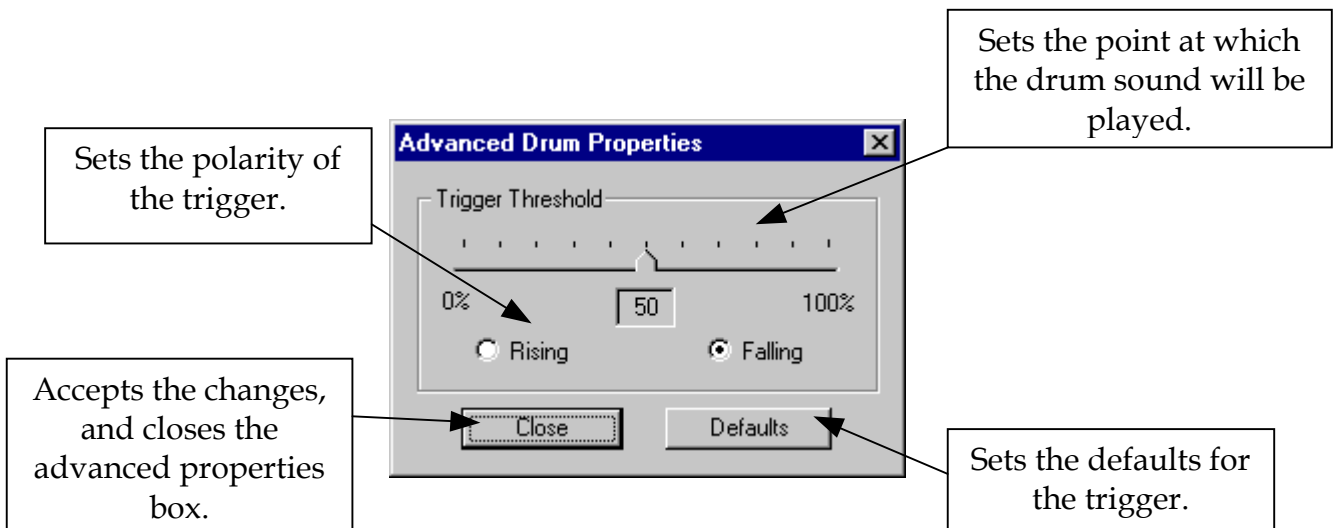 Sets the point at which
the drum sound will be
played.
Sets the polarity of
the trigger.
Advanced Drum Properties
Trigger Threshold
0%
50
100%
Rising
Falling
Close
Defaults
Accepts the changes,
and closes the
advanced properties
box.
Sets the defaults for
the trigger.